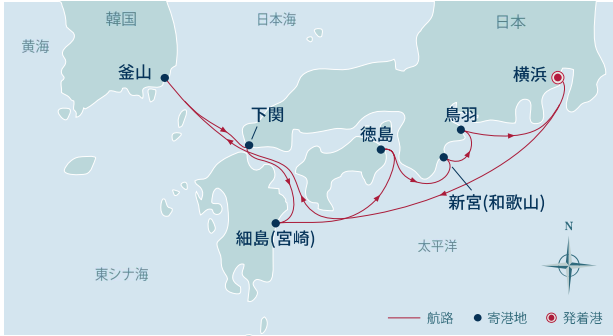 韓国
日本海
日本
黄海
釜山
横浜
下関
鳥羽
徳島
新宮(和歌山)
細島(宮崎)
太平洋
東シナ海
N
航路
寄港地
発着港